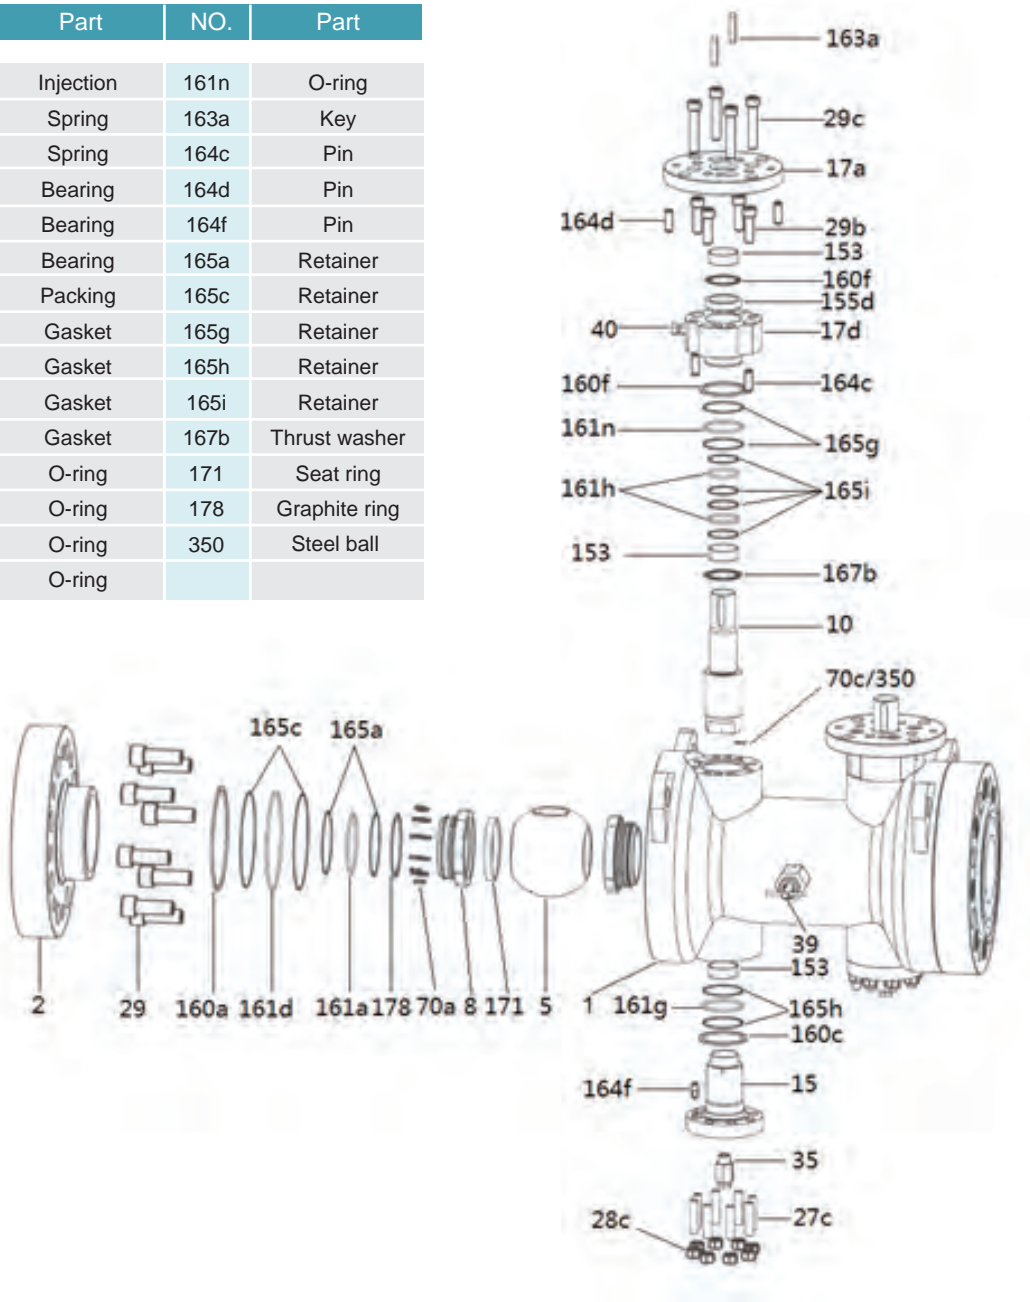 Part NO. Part
Injection 161n O-ring
Spring 163a Key
Spring 164c Pin
Bearing 164d Pin
Bearing 164f Pin
Bearing 165a Retainer
Packing 165c Retainer
Gasket 165g Retainer
Gasket 165h Retainer
Gasket 165i Retainer
Gasket 167b Thrust washer
O-ring 171 Seat ring
O-ring 178 Graphite ring
O-ring 350 Steel ball
O-ring
163a
29c
17a
164d
29b
153
160f
155d
40
17d
160f
164c
161n
165g
161h
165i
153
167b
10
70c/350
165c 165a
39
153
2 29 160a 161d 161a 178 70a 8 171 5 1 161g 165h
160c
164f 15
35
28c 27c